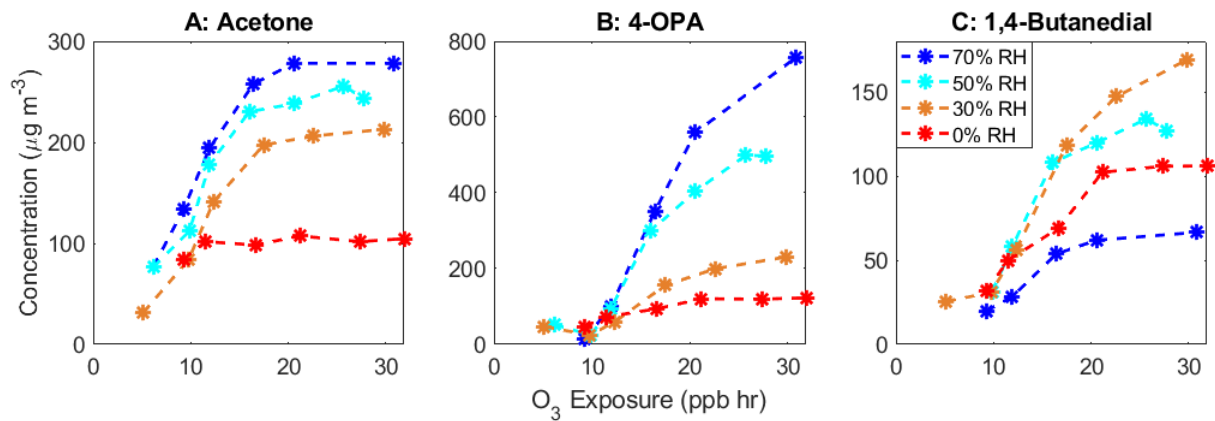 A: Acetone
B: 4-OPA
C: 1,4-Butanedial
Concentration (μg m⁻³)
300
200
100
0
0
10
20
30
800
600
400
200
0
0
10
20
30
150
100
50
0
0
10
20
30
70% RH
50% RH
30% RH
0% RH
O₃ Exposure (ppb hr)